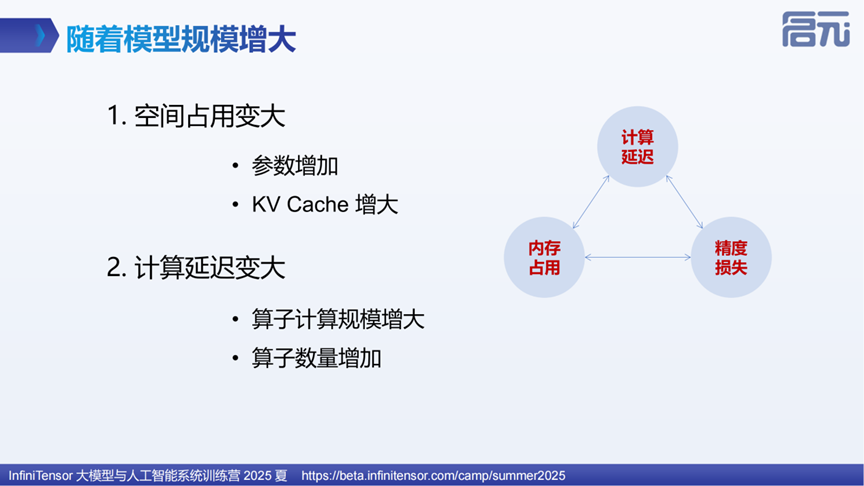 随着模型规模增大
启元
1. 空间占用变大
• 参数增加
• KV Cache 增大
2. 计算延迟变大
• 算子计算规模增大
• 算子数量增加
计算
延迟
内存
占用
精度
损失
InfiniTensor 大模型与人工智能系统训练营 2025 夏 https://beta.infinitensor.com/camp/summer2025